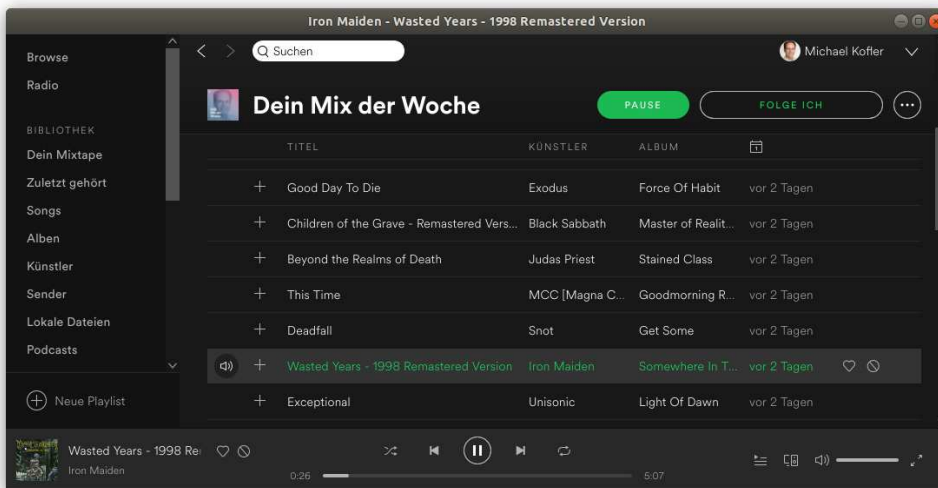 Iron Maiden - Wasted Years - 1998 Remastered Version
Browse
Radio
BIBLIOTHEK
Dein Mixtape
Zuletzt gehört
Songs
Alben
Künstler
Sender
Lokale Dateien
Podcasts
Neue Playlist
Suchen
Michael Kofler
Dein Mix der Woche
PAUSE
FOLGE ICH
TITEL KÜNSTLER ALBUM
Good Day To Die Exodus Force Of Habit vor 2 Tagen
Children of the Grave - Remastered Vers... Black Sabbath Master of Realit... vor 2 Tagen
Beyond the Realms of Death Judas Priest Stained Class vor 2 Tagen
This Time MCC [Magna C... Goodmorning R... vor 2 Tagen
Deadfall Snot Get Some vor 2 Tagen
Wasted Years - 1998 Remastered Version Iron Maiden Somewhere In T... vor 2 Tagen
Exceptional Unisonic Light Of Dawn vor 2 Tagen
Wasted Years - 1998 Re
Iron Maiden
0:26 5:07